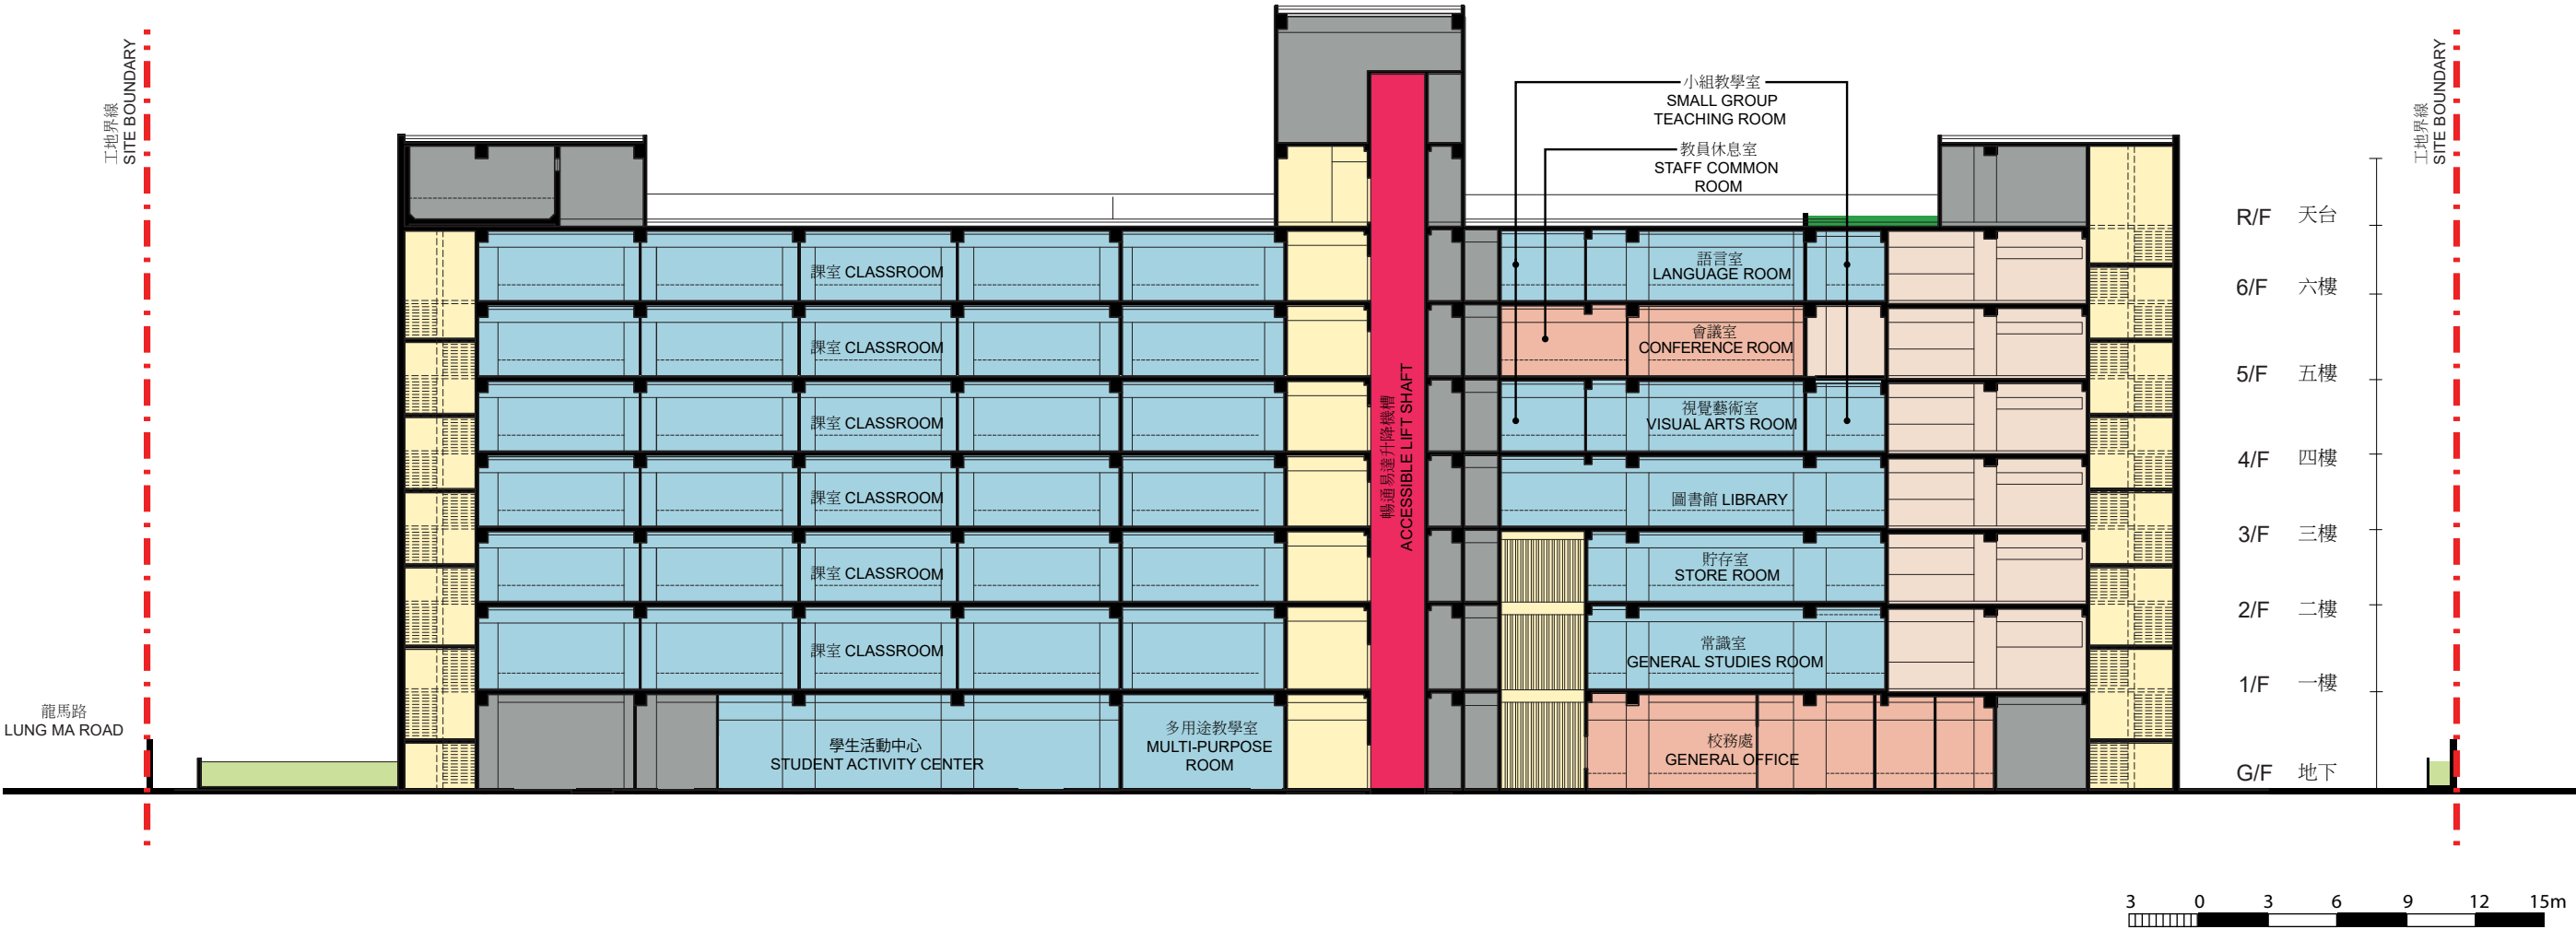 工地界線
SITE BOUNDARY
小組教學室
SMALL GROUP
TEACHING ROOM
教員休息室
STAFF COMMON
ROOM
工地界線
SITE BOUNDARY
R/F 天台
課室 CLASSROOM
語言室
LANGUAGE ROOM
6/F 六樓
課室 CLASSROOM
會議室
CONFERENCE ROOM
5/F 五樓
課室 CLASSROOM
暢通易達升降機槽
ACCESSIBLE LIFT SHAFT
視覺藝術室
VISUAL ARTS ROOM
4/F 四樓
課室 CLASSROOM
圖書館 LIBRARY
3/F 三樓
課室 CLASSROOM
貯存室
STORE ROOM
2/F 二樓
課室 CLASSROOM
常識室
GENERAL STUDIES ROOM
1/F 一樓
龍馬路
LUNG MA ROAD
學生活動中心
STUDENT ACTIVITY CENTER
多用途教學室
MULTI-PURPOSE
ROOM
校務處
GENERAL OFFICE
G/F 地下
3 0 3 6 9 12 15m